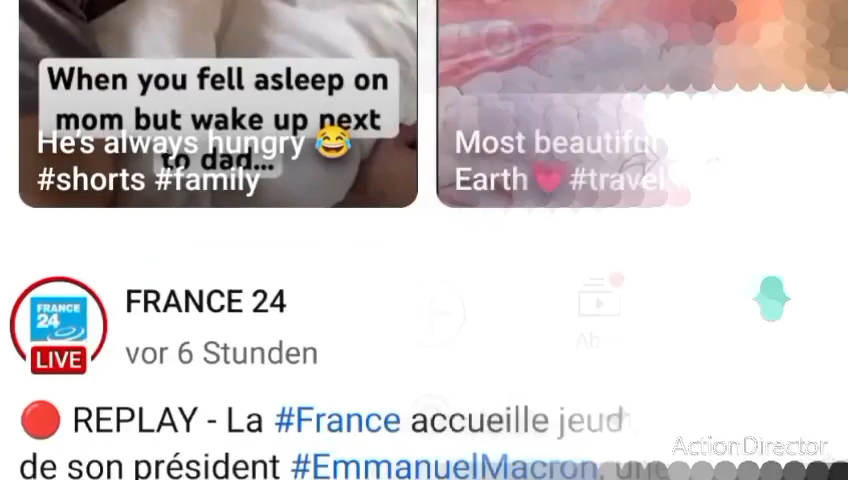 When you fell asleep on
mom but wake up next
to dad...
He's always hungry 😂
#shorts #family
Most beautiful
Earth 💗 #travel
FRANCE 24
FRANCE
24
LIVE
vor 6 Stunden
🔴 REPLAY - La #France accueille
de son président #EmmanuelMacron, une
ActionDirector